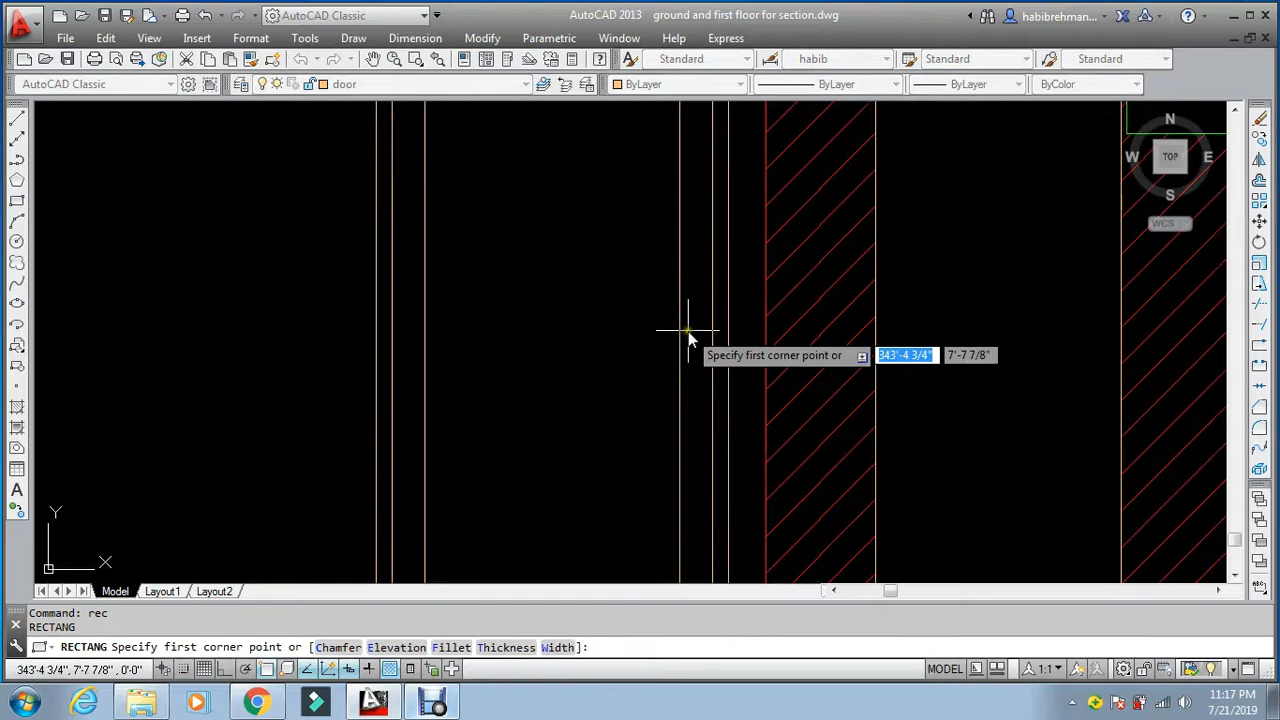 AutoCAD Classic
AutoCAD 2013 ground and first floor for section.dwg
habibrehman...
File Edit View Insert Format Tools Draw Dimension Modify Parametric Window Help Express
Standard habib Standard Standard
AutoCAD Classic door ByLayer ByLayer ByLayer ByColor
N
W TOP E
S
WCS
Specify first corner point or 343'-4 3/4" 7'-7 7/8"
Y
X
Model Layout1 Layout2
Command: rec
RECTANG
RECTANG Specify first corner point or [Chamfer Elevation Fillet Thickness Width]:
343'-4 3/4", 7'-7 7/8", 0'-0" MODEL 1:1
11:17 PM
7/21/2019